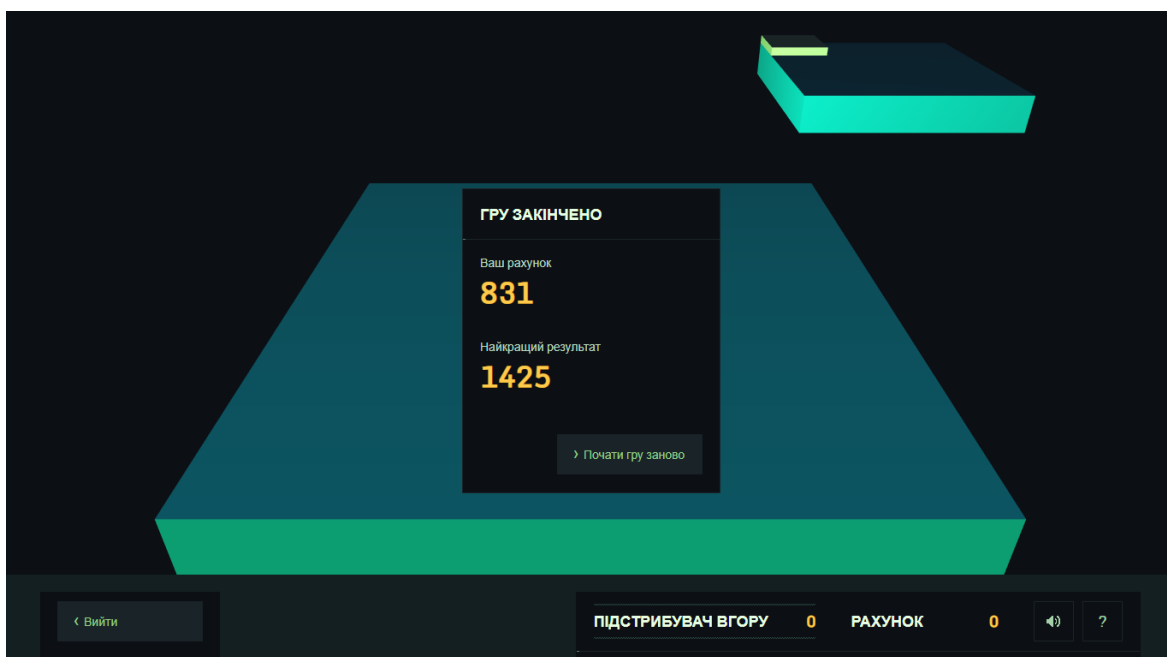 ГРУ ЗАКІНЧЕНО
Ваш рахунок
831
Найкращий результат
1425
› Почати гру заново
‹ Вийти
ПІДСТРИБУВАЧ ВГОРУ 0 РАХУНОК 0 ?